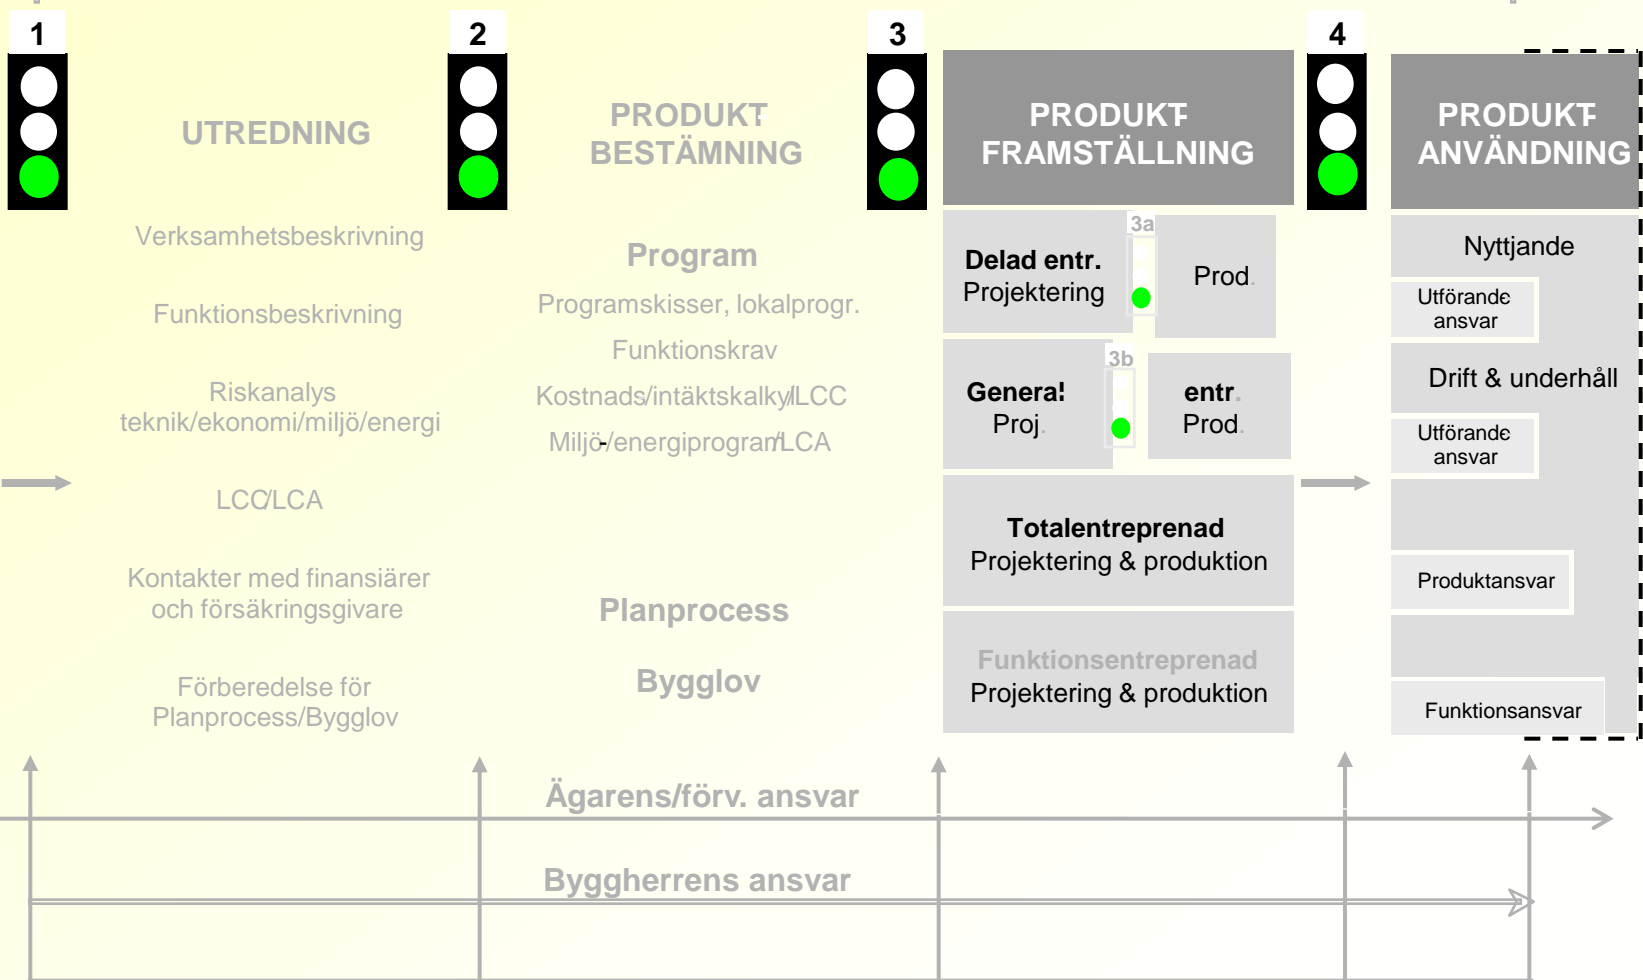 1
2
3
4
UTREDNING
Verksamhetsbeskrivning
Funktionsbeskrivning
Riskanalys
teknik/ekonomi/miljö/energi
LCC/LCA
Kontakter med finansiärer
och försäkringsgivare
Förberedelse för
Planprocess/Bygglov
PRODUKT-
BESTÄMNING
Program
Programskisser, lokalprogr.
Funktionskrav
Kostnads/intäktskalkyl/LCC
Miljö-/energiprogram/LCA
Planprocess
Bygglov
PRODUKT-
FRAMSTÄLLNING
Delad entr.
Projektering
3a
Prod.
General-
Proj.
3b
entr.
Prod.
Totalentreprenad
Projektering & produktion
Funktionsentreprenad
Projektering & produktion
PRODUKT-
ANVÄNDNING
Nyttjande
Utförande
ansvar
Drift & underhåll
Utförande
ansvar
Produktansvar
Funktionsansvar
Ägarens/förv. ansvar
Byggherrens ansvar